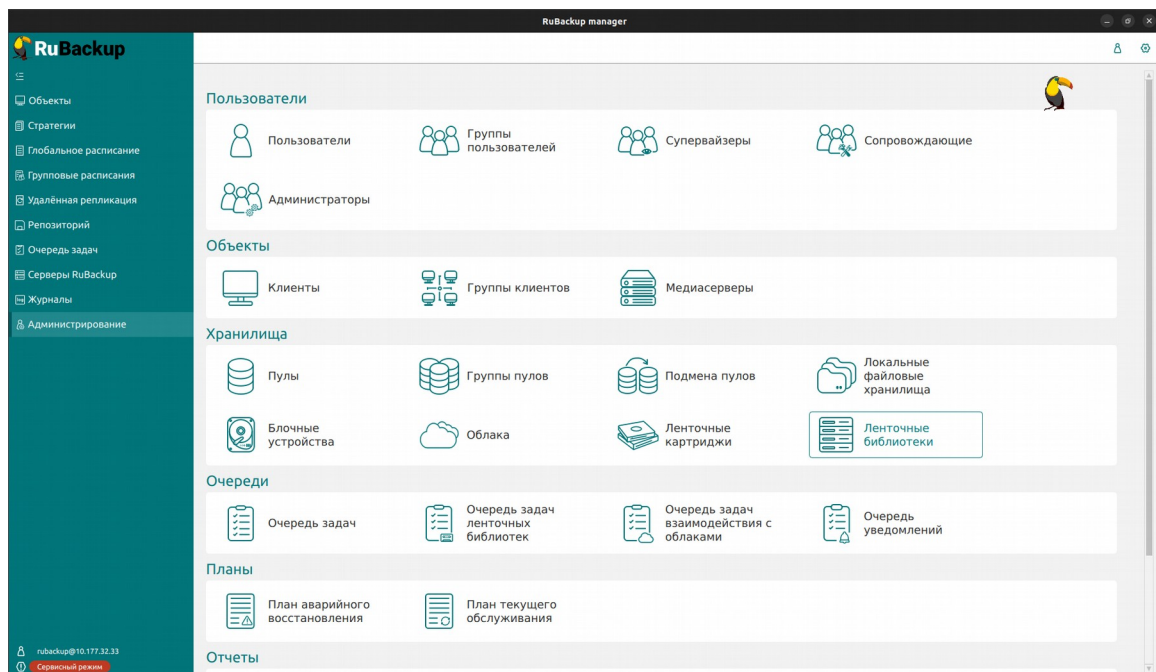 RuBackup manager
RuBackup
Объекты
Стратегии
Глобальное расписание
Групповые расписания
Удалённая репликация
Репозиторий
Очередь задач
Серверы RuBackup
Журналы
Администрирование
rubackup@10.177.32.33
Сервисный режим
Пользователи
Пользователи
Группы
пользователей
Супервайзеры
Сопровождающие
Администраторы
Объекты
Клиенты
Группы клиентов
Медиасерверы
Хранилища
Пулы
Группы пулов
Подмена пулов
Локальные
файловые
хранилища
Блочные
устройства
Облака
Ленточные
картриджи
Ленточные
библиотеки
Очереди
Очередь задач
Очередь задач
ленточных
библиотек
Очередь задач
взаимодействия с
облаками
Очередь
уведомлений
Планы
План аварийного
восстановления
План текущего
обслуживания
Отчеты